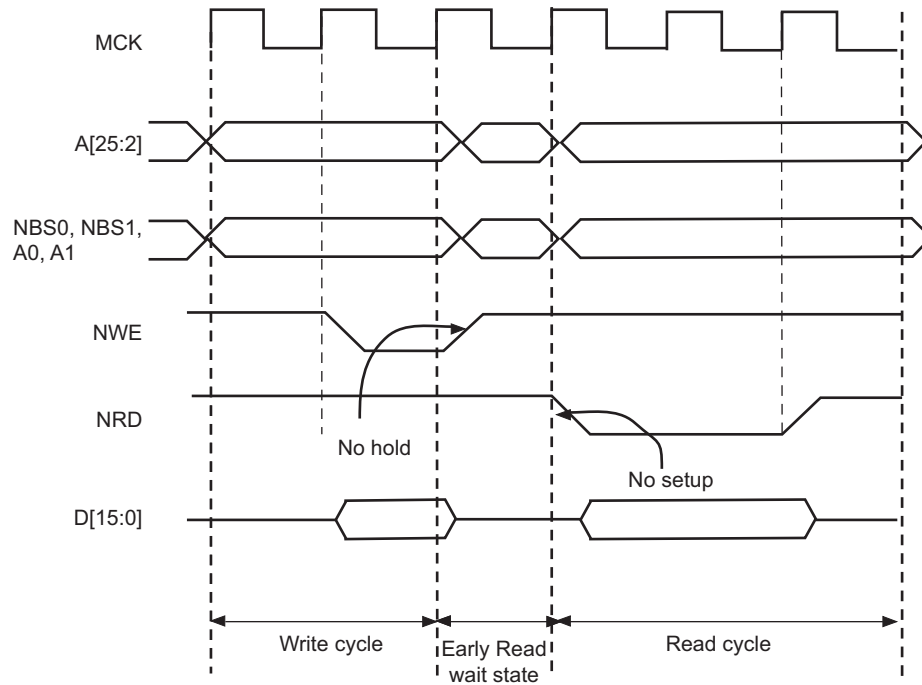 MCK
A[25:2]
NBS0, NBS1,
A0, A1
NWE
NRD
No hold
No setup
D[15:0]
Write cycle
Early Read
wait state
Read cycle